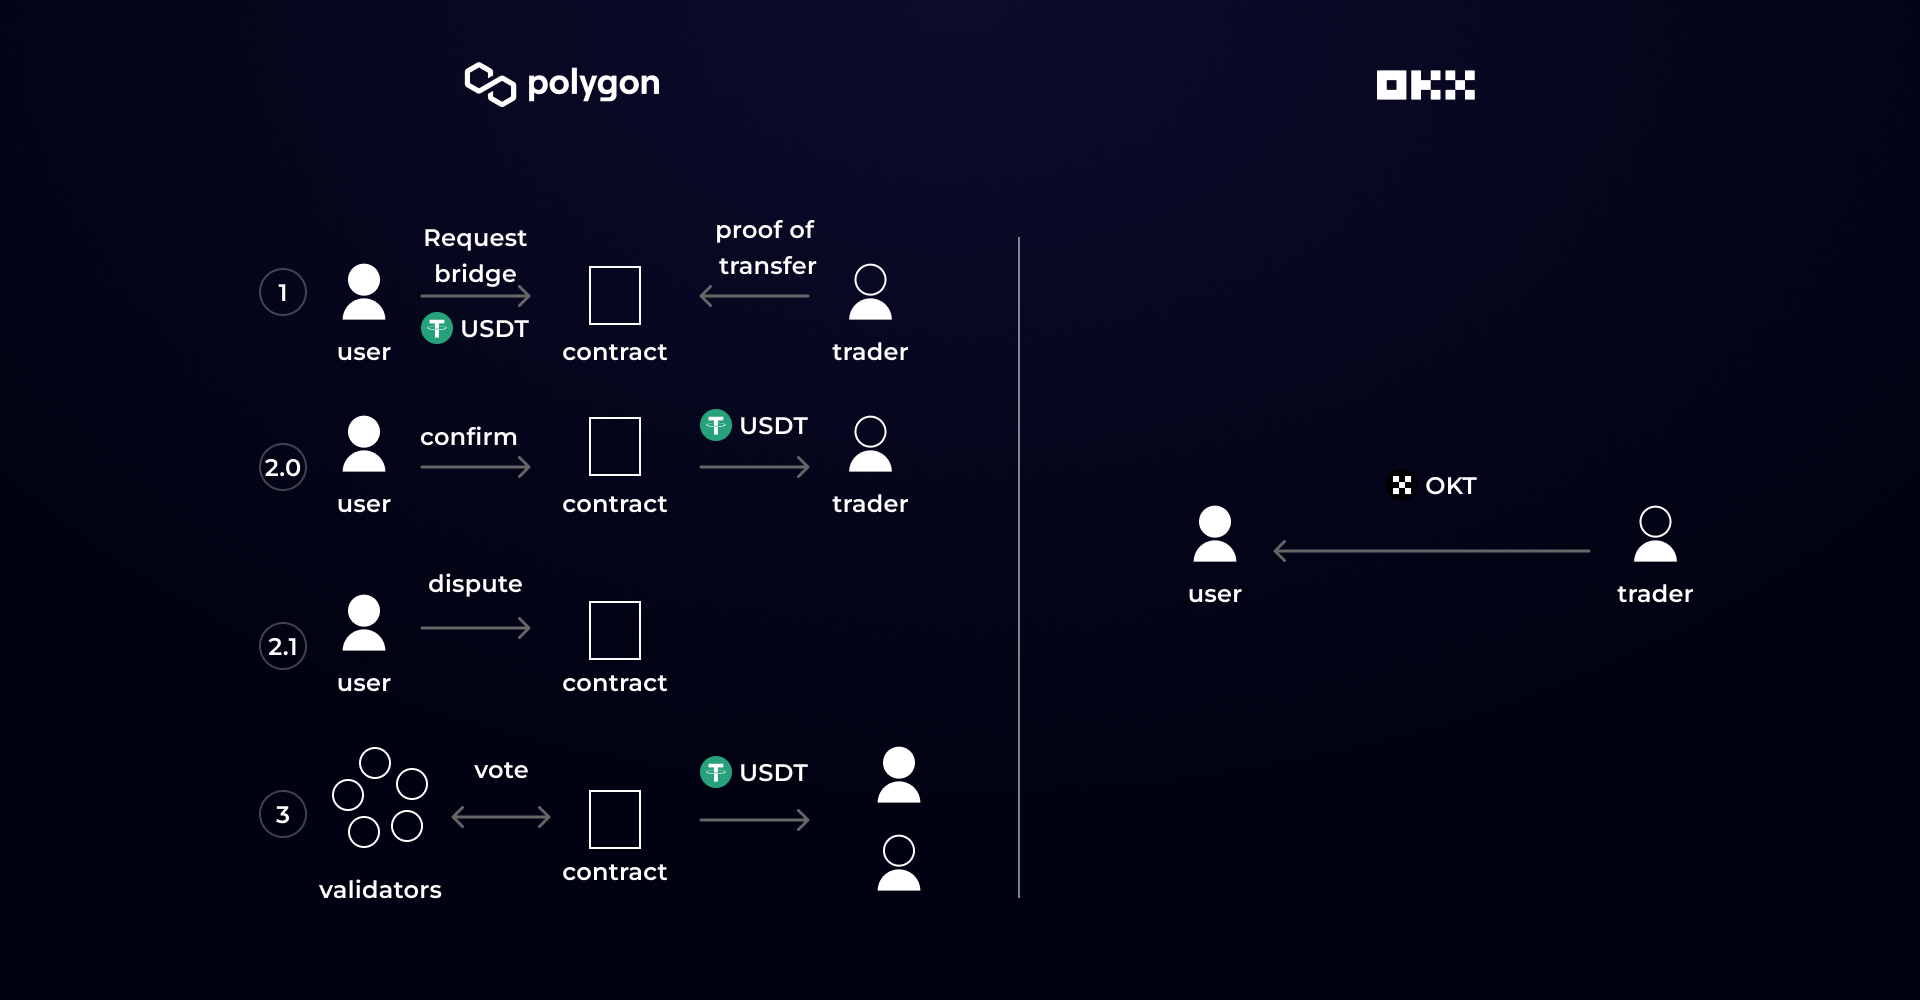 polygon
OKX
Request
bridge
proof of
transfer
1
USDT
user
contract
trader
2.0
confirm
USDT
user
contract
trader
OKT
user
trader
2.1
dispute
user
contract
3
vote
USDT
contract
validators